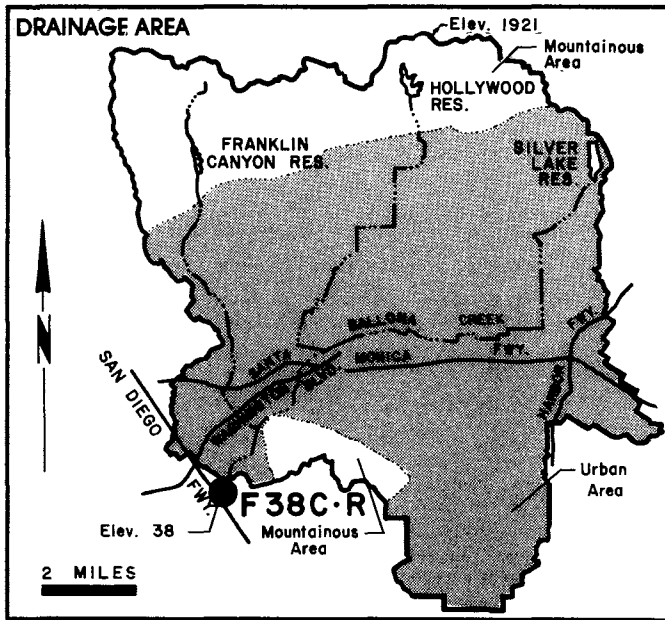 DRAINAGE AREA
Elev. 1921
Mountainous
Area
HOLLYWOOD
RES.
FRANKLIN
CANYON RES.
SILVER
LAKE
RES
N
BALLONA CREEK
SANTA MONICA FWY.
WASHINGTON BLVD.
HARBOR FWY.
SAN DIEGO FWY.
F38C·R
Elev. 38
Mountainous
Area
Urban
Area
2 MILES